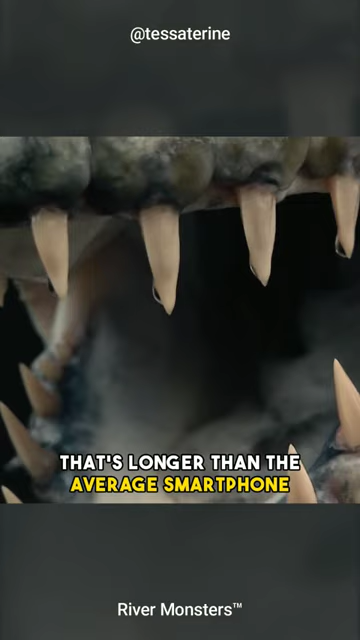 @tessaterine
THAT'S LONGER THAN THE
AVERAGE SMARTPHONE
River Monsters™